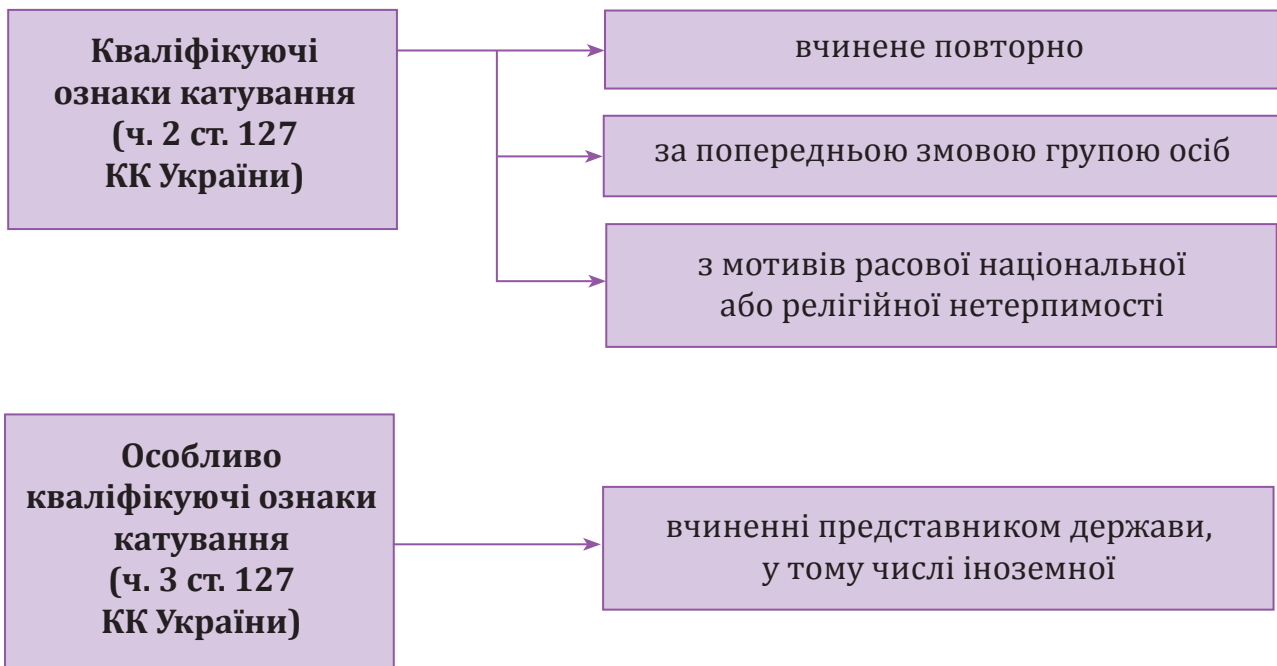 Кваліфікуючі
ознаки катування
(ч. 2 ст. 127
КК України)
вчинене повторно
за попередньою змовою групою осіб
з мотивів расової національної
або релігійної нетерпимості
Особливо
кваліфікуючі ознаки
катування
(ч. 3 ст. 127
КК України)
вчиненні представником держави,
у тому числі іноземної